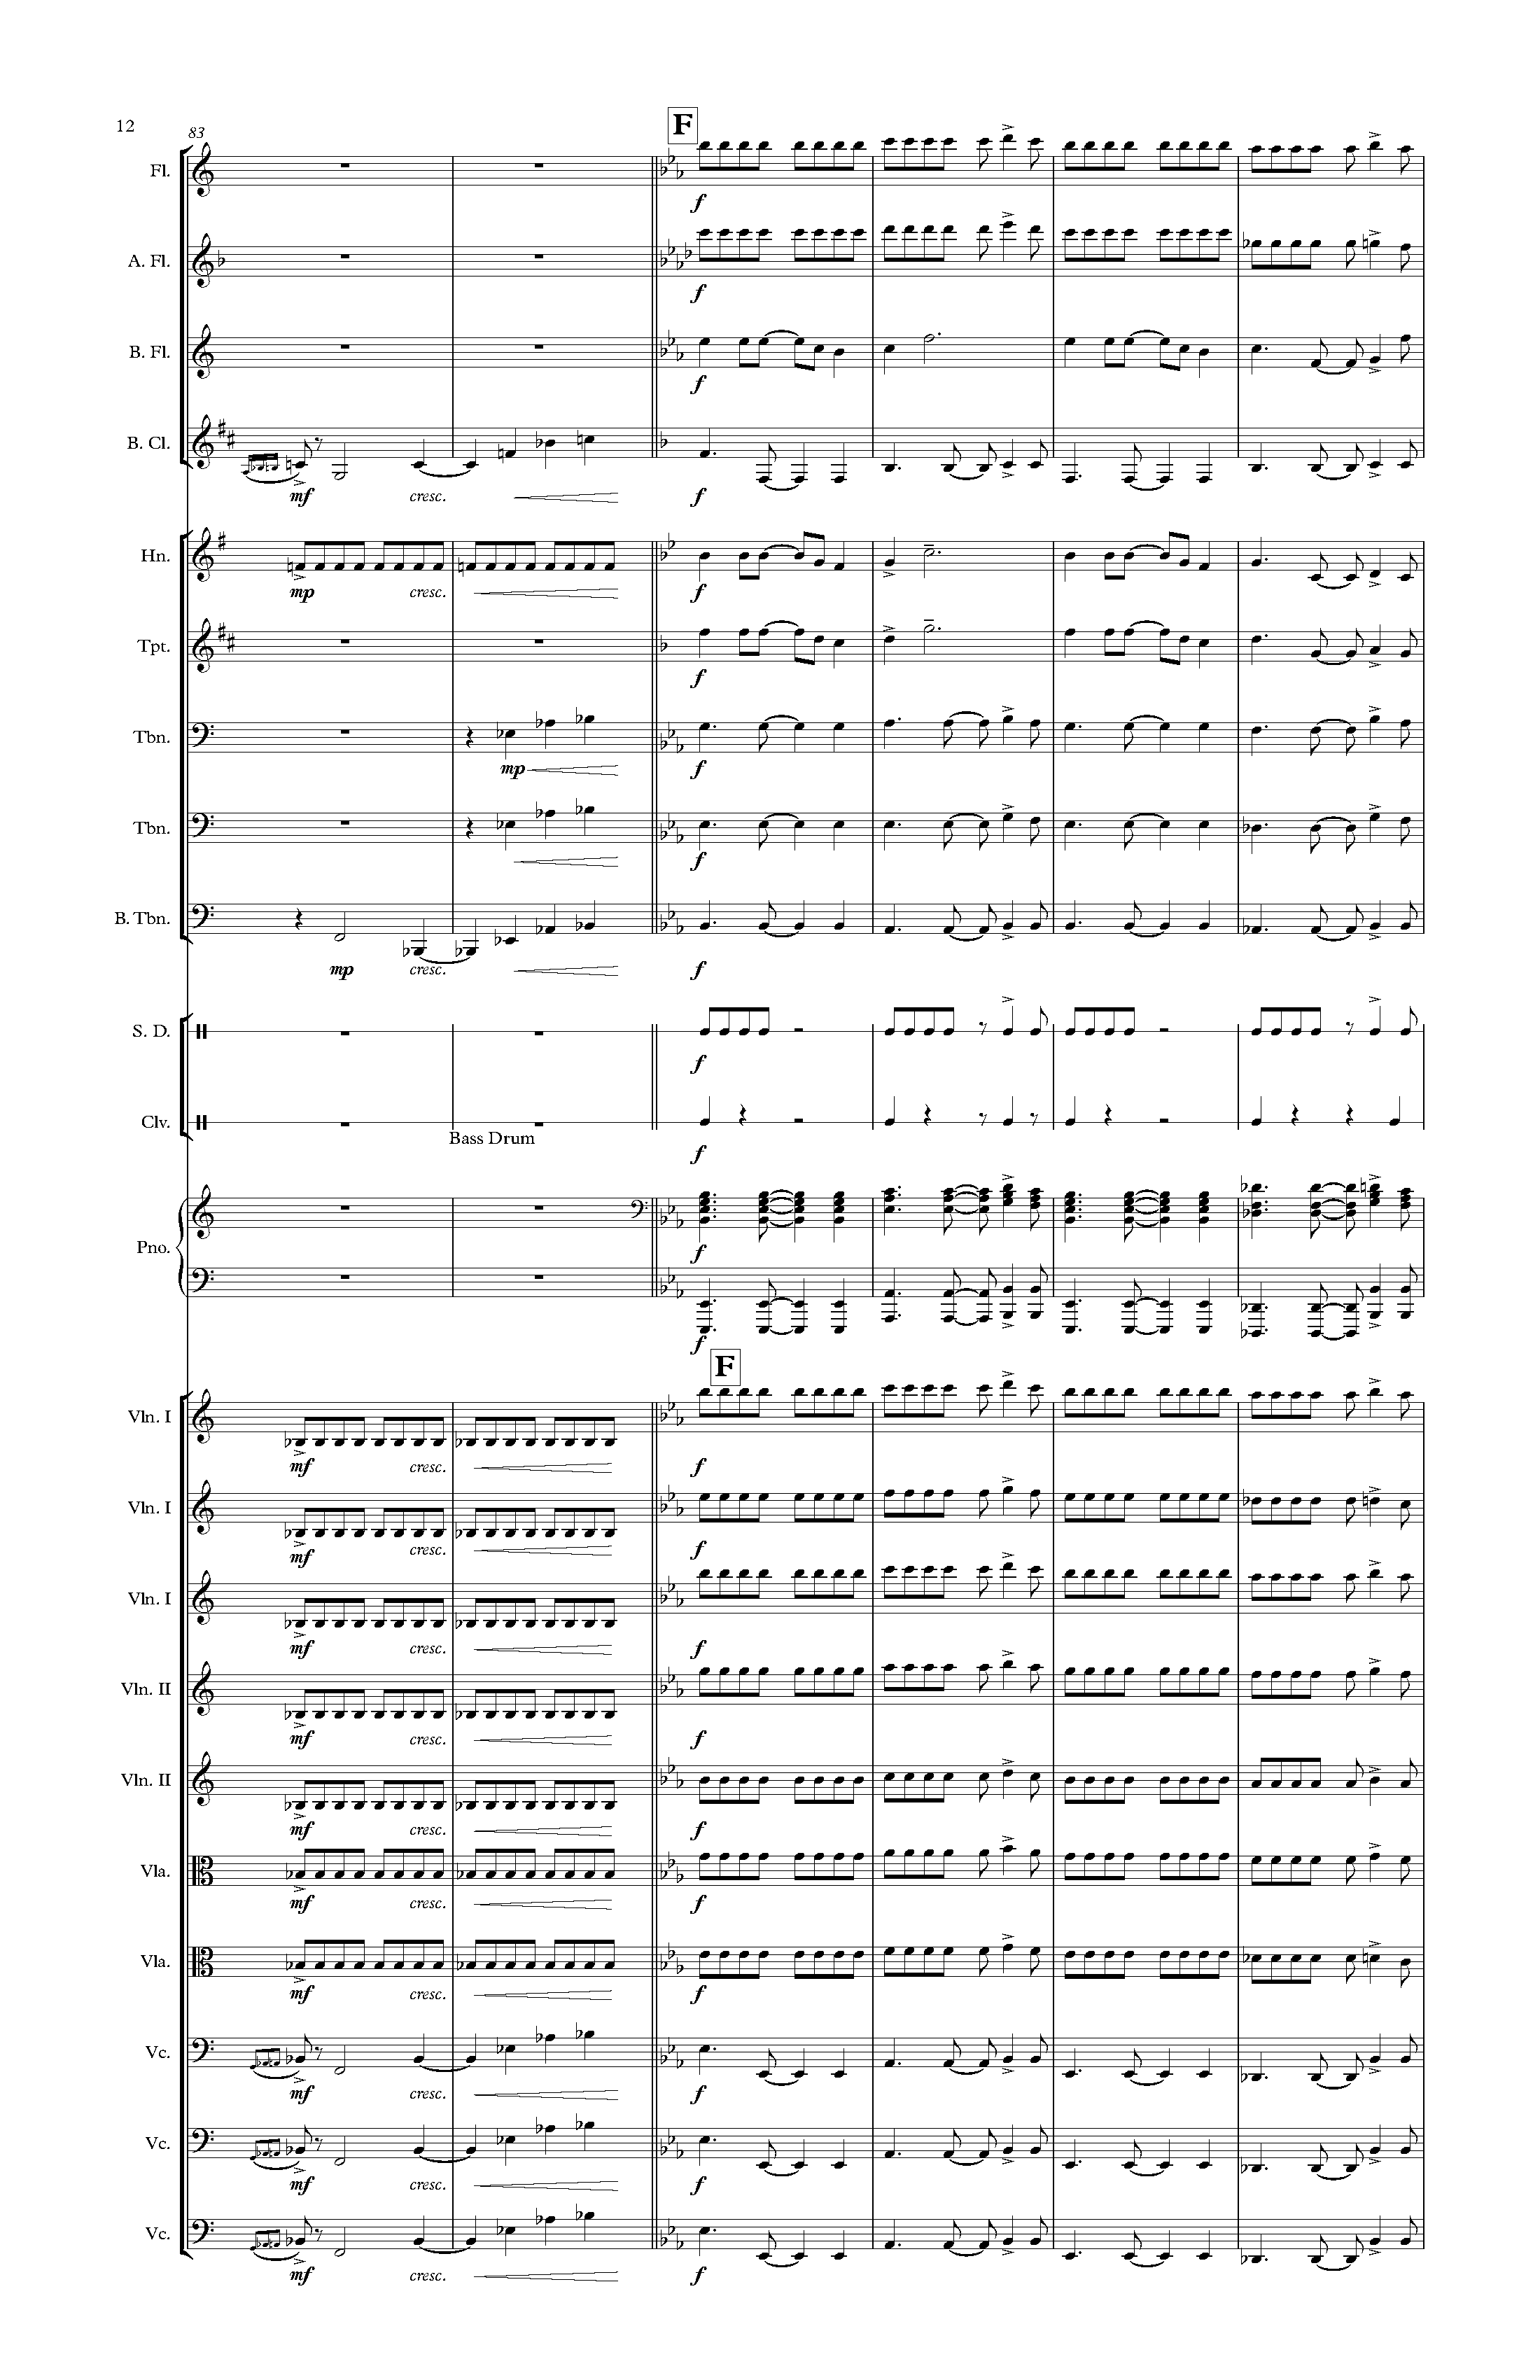 12
83
F
Fl.
f
A. Fl.
f
B. Fl.
f
B. Cl.
mf cresc. f
Hn.
mp cresc. f
Tpt.
f
Tbn.
mp f
Tbn.
f
B. Tbn.
mp cresc. f
S. D.
f
Clv.
Bass Drum
f
Pno.
f
f
F
Vln. I
mf cresc. f
Vln. I
mf cresc. f
Vln. I
mf cresc. f
Vln. II
mf cresc. f
Vln. II
mf cresc. f
Vla.
mf cresc. f
Vla.
mf cresc. f
Vc.
mf cresc. f
Vc.
mf cresc. f
Vc.
mf cresc. f